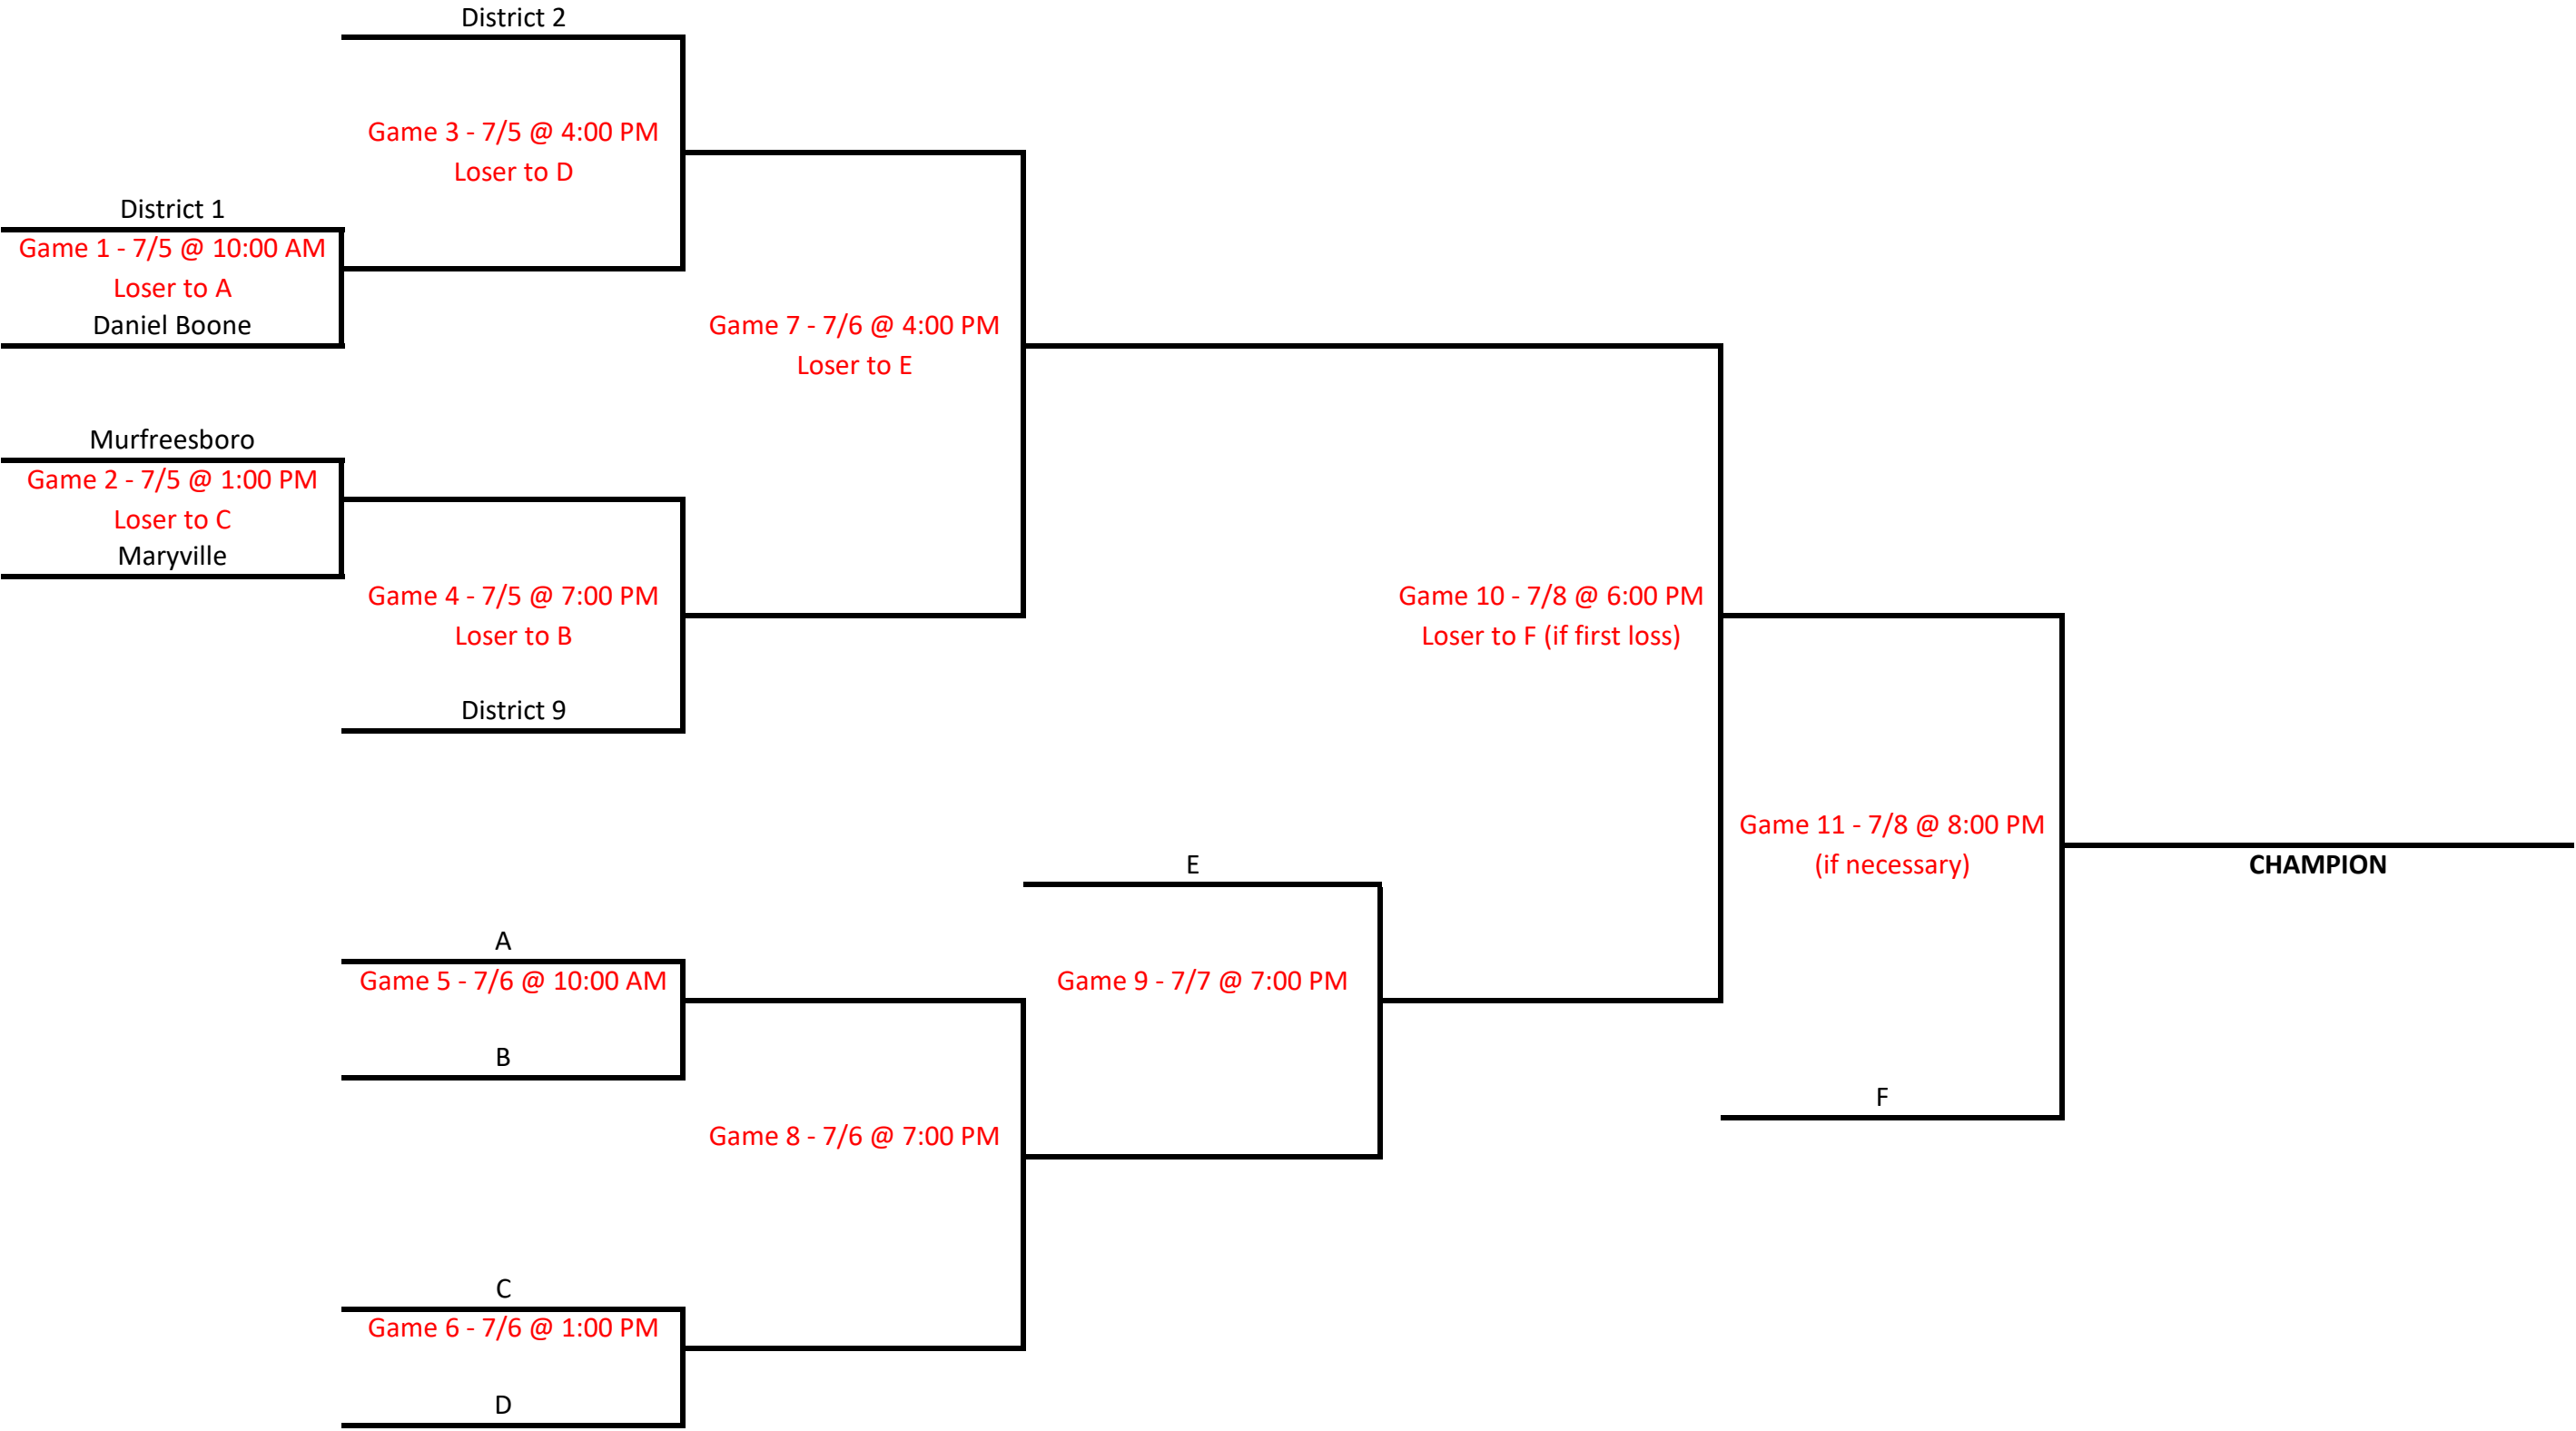 District 2
Game 3 - 7/5 @ 4:00 PM
Loser to D
District 1
Game 1 - 7/5 @ 10:00 AM
Loser to A
Daniel Boone
Game 7 - 7/6 @ 4:00 PM
Loser to E
Murfreesboro
Game 2 - 7/5 @ 1:00 PM
Loser to C
Maryville
Game 4 - 7/5 @ 7:00 PM
Loser to B
Game 10 - 7/8 @ 6:00 PM
Loser to F (if first loss)
District 9
Game 11 - 7/8 @ 8:00 PM
(if necessary)
CHAMPION
E
A
Game 5 - 7/6 @ 10:00 AM
Game 9 - 7/7 @ 7:00 PM
B
F
Game 8 - 7/6 @ 7:00 PM
C
Game 6 - 7/6 @ 1:00 PM
D